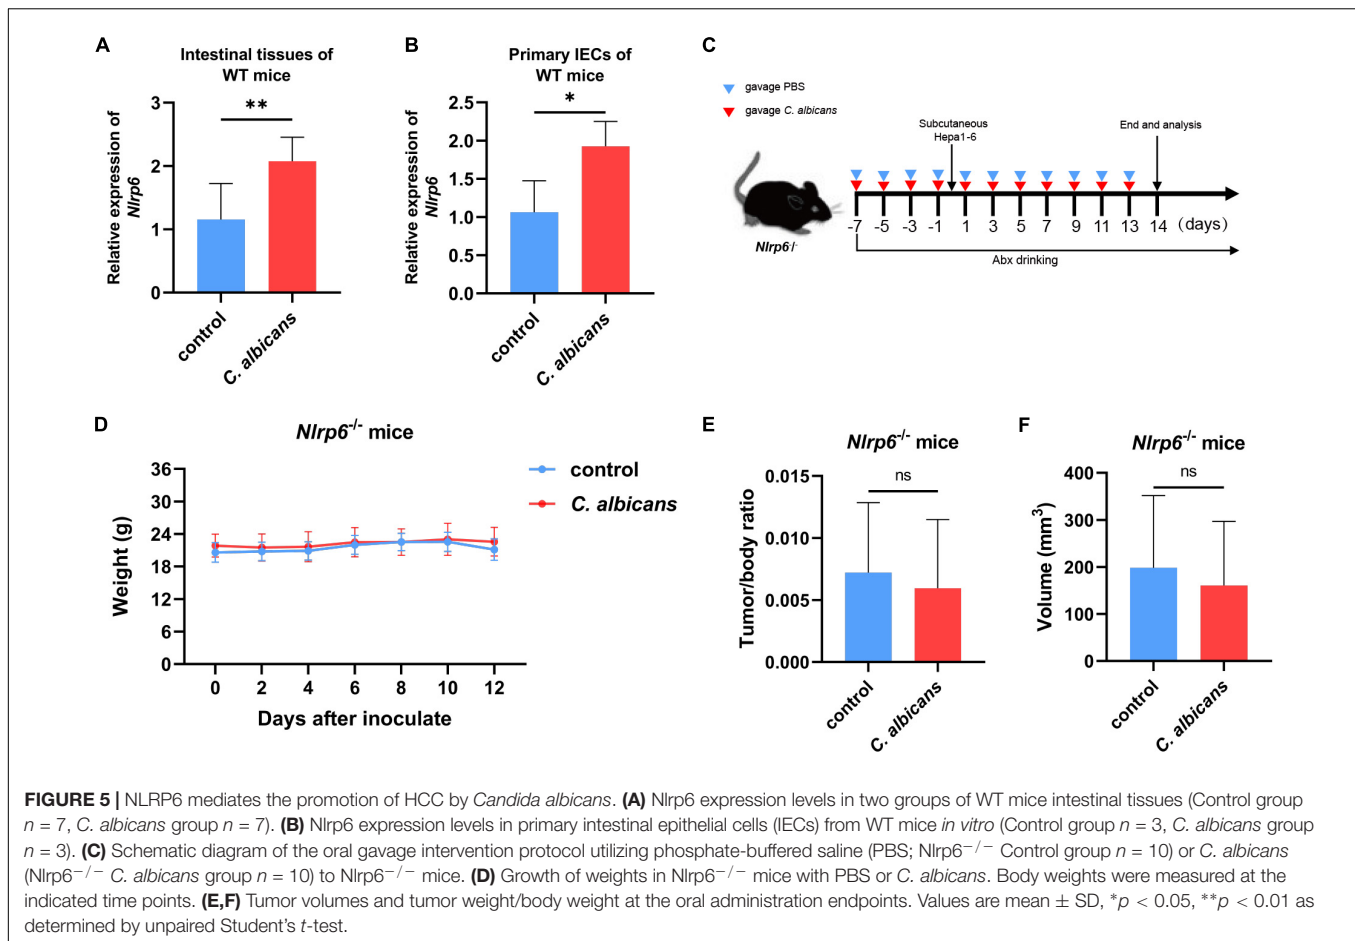 A
Intestinal tissues of
WT mice
**
Relative expression of
Nlrp6
3
2
1
0
control
C. albicans
B
Primary IECs of
WT mice
*
Relative expression of
Nlrp6
2.5
2.0
1.5
1.0
0.5
0.0
control
C. albicans
C
gavage PBS
gavage C. albicans
Subcutaneous
Hepa1-6
End and analysis
Nlrp6-/-
-7 -5 -3 -1 1 3 5 7 9 11 13 14 (days)
Abx drinking
D
Nlrp6-/- mice
control
C. albicans
Weight (g)
36
30
24
18
12
6
0
0 2 4 6 8 10 12
Days after inoculate
E
Nlrp6-/- mice
ns
Tumor/body ratio
0.015
0.010
0.005
0.000
control
C. albicans
F
Nlrp6-/- mice
ns
Volume (mm3)
400
300
200
100
0
control
C. albicans
FIGURE 5 | NLRP6 mediates the promotion of HCC by Candida albicans. (A) Nlrp6 expression levels in two groups of WT mice intestinal tissues (Control group
n = 7, C. albicans group n = 7). (B) Nlrp6 expression levels in primary intestinal epithelial cells (IECs) from WT mice in vitro (Control group n = 3, C. albicans group
n = 3). (C) Schematic diagram of the oral gavage intervention protocol utilizing phosphate-buffered saline (PBS; Nlrp6−/− Control group n = 10) or C. albicans
(Nlrp6−/− C. albicans group n = 10) to Nlrp6−/− mice. (D) Growth of weights in Nlrp6−/− mice with PBS or C. albicans. Body weights were measured at the
indicated time points. (E,F) Tumor volumes and tumor weight/body weight at the oral administration endpoints. Values are mean ± SD, *p < 0.05, **p < 0.01 as
determined by unpaired Student's t-test.